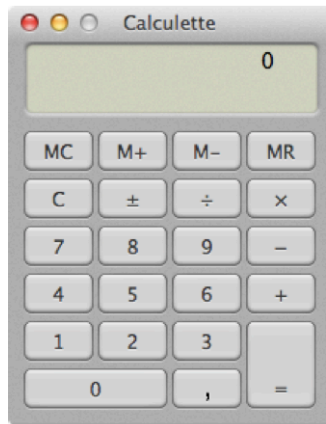 Calculette
0
MC M+ M- MR
C ± ÷ ×
7 8 9 −
4 5 6 +
1 2 3
0 , =